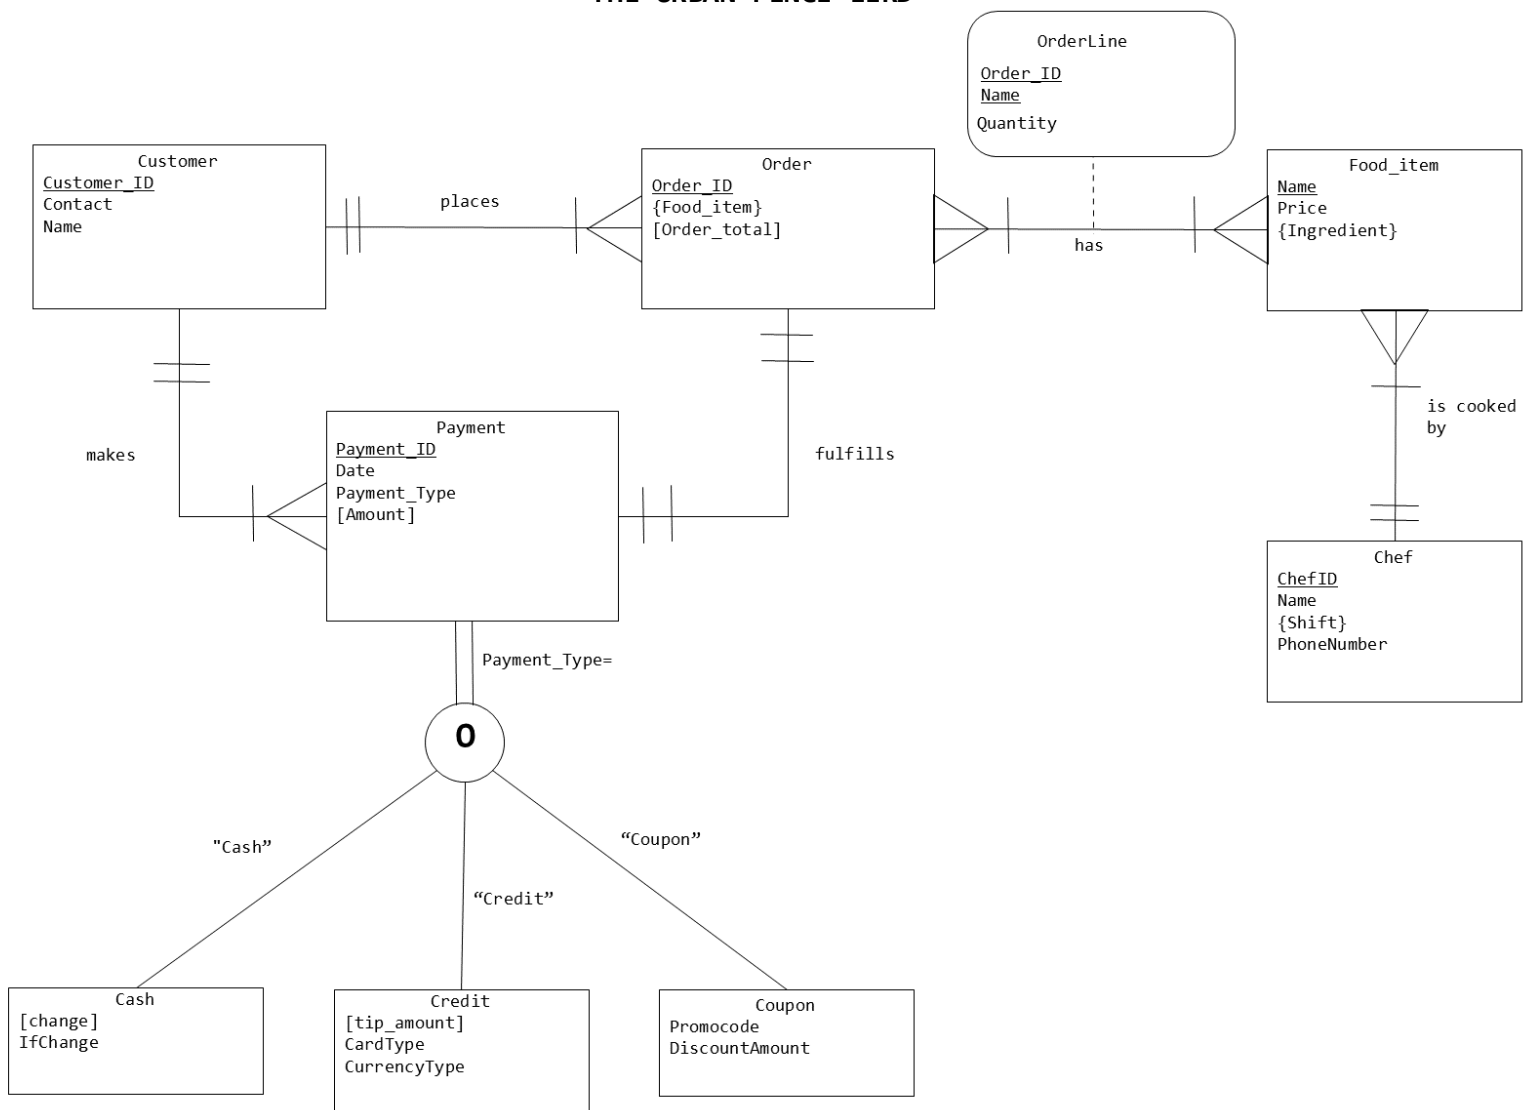 OrderLine
Order_ID
Name
Quantity
Customer
Customer_ID
Contact
Name
places
Order
Order_ID
{Food_item}
[Order_total]
has
Food_item
Name
Price
{Ingredient}
makes
Payment
Payment_ID
Date
Payment_Type
[Amount]
fulfills
is cooked
by
Chef
ChefID
Name
{Shift}
PhoneNumber
Payment_Type=
O
"Cash”
“Credit”
“Coupon”
Cash
[change]
IfChange
Credit
[tip_amount]
CardType
CurrencyType
Coupon
Promocode
DiscountAmount